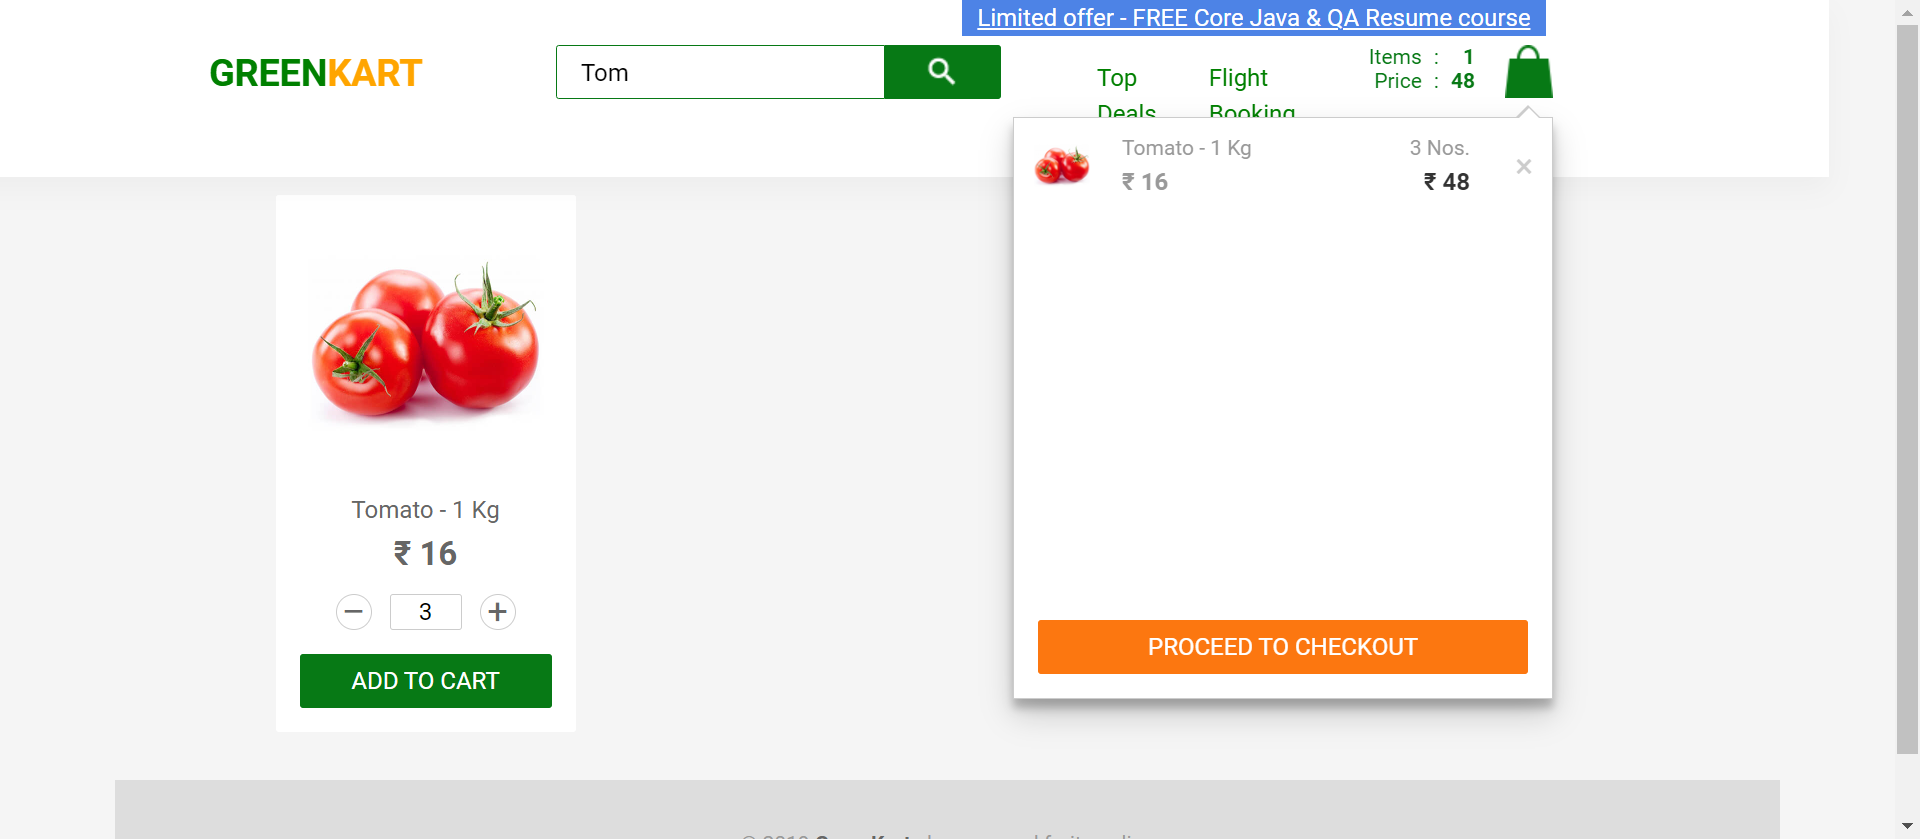 Limited offer - FREE Core Java & QA Resume course
GREENKART
Tom
Top
Deals
Flight
Booking
Items : 1
Price : 48
Tomato - 1 Kg
3 Nos.
₹ 16
₹ 48
×
PROCEED TO CHECKOUT
Tomato - 1 Kg
₹ 16
− 3 +
ADD TO CART